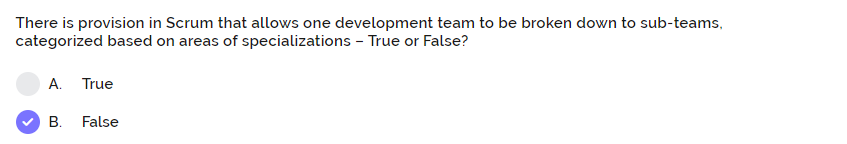 There is provision in Scrum that allows one development team to be broken down to sub-teams,
categorized based on areas of specializations – True or False?
A. True
B. False